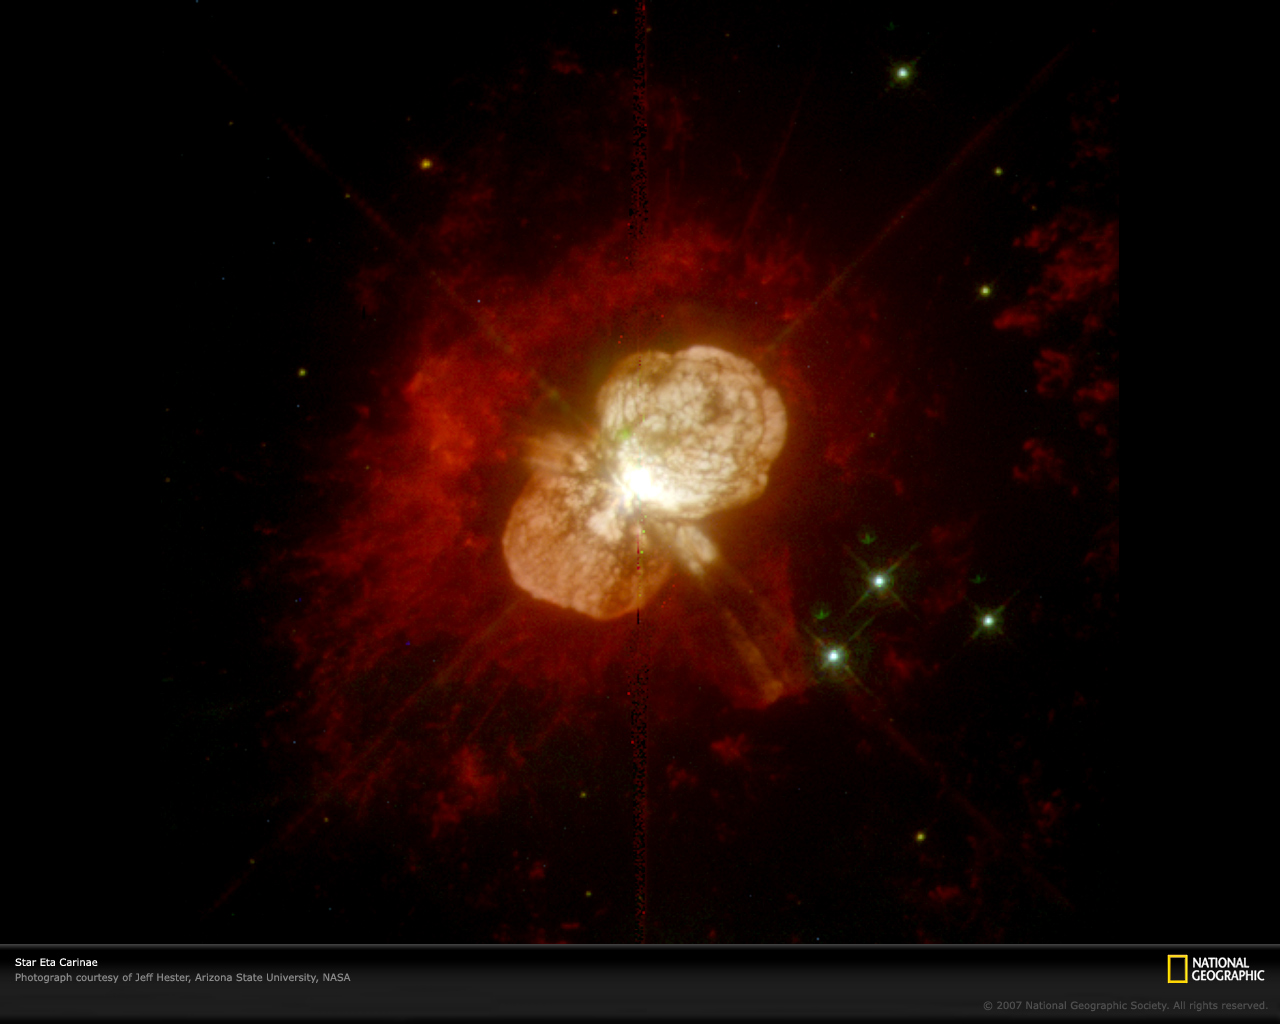 Star Eta Carinae
Photograph courtesy of Jeff Hester, Arizona State University, NASA
NATIONAL
GEOGRAPHIC
© 2007 National Geographic Society. All rights reserved.